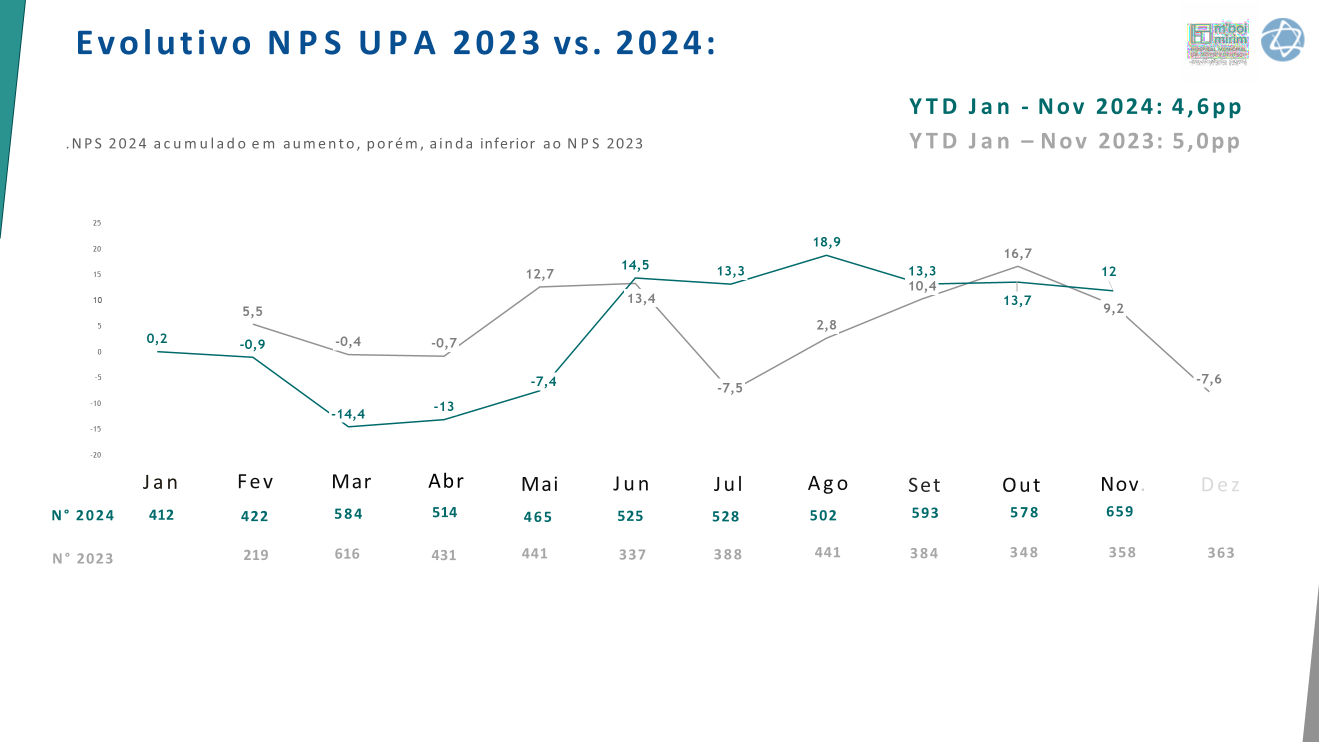 Evolutivo NPS UPA 2023 vs. 2024:
m'boi
mirim
YTD Jan - Nov 2024: 4,6pp
YTD Jan – Nov 2023: 5,0pp
.NPS 2024 acumulado em aumento, porém, ainda inferior ao NPS 2023
25
20
15
10
5
0
-5
-10
-15
-20
0,2 -0,9 -14,4 -13 -7,4 14,5 13,3 18,9 13,3 13,7 12
5,5 -0,4 -0,7 12,7 13,4 -7,5 2,8 10,4 16,7 9,2 -7,6
Jan Fev Mar Abr Mai Jun Jul Ago Set Out Nov. Dez
N° 2024 412 422 584 514 465 525 528 502 593 578 659
N° 2023 219 616 431 441 337 388 441 384 348 358 363